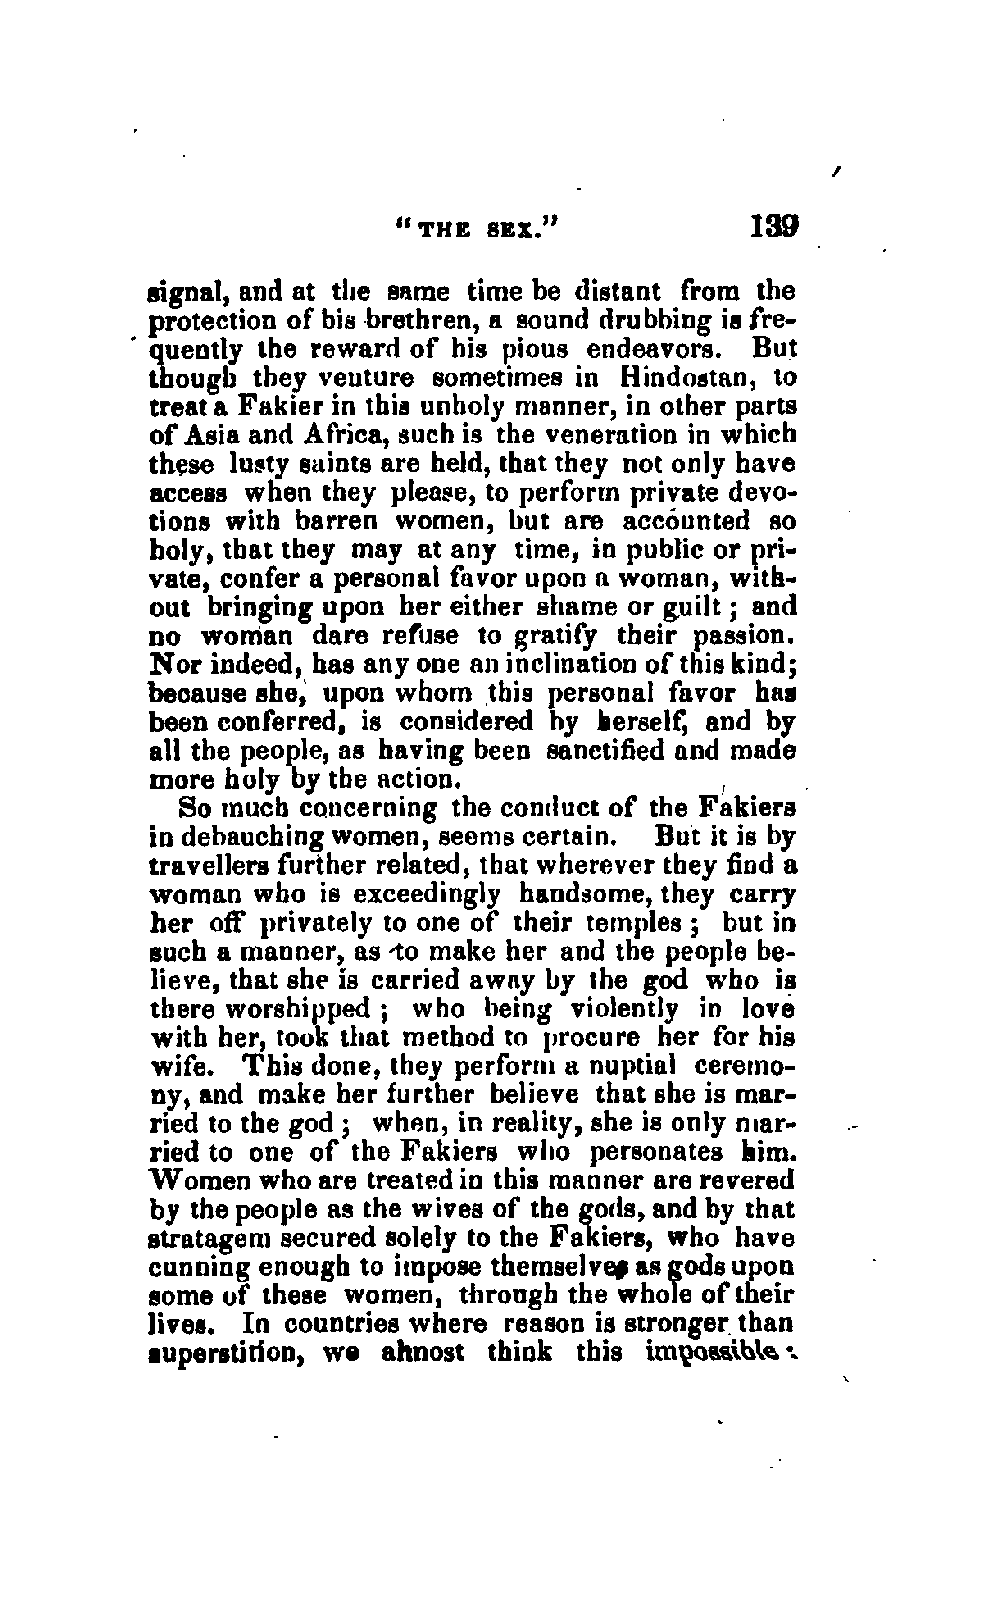 "THE SEX." 139
signal, and at the same time be distant from the
protection of his brethren, a sound drubbing is fre-
quently the reward of his pious endeavors. But
though they venture sometimes in Hindostan, to
treat a Fakier in this unholy manner, in other parts
of Asia and Africa, such is the veneration in which
these lusty saints are held, that they not only have
access when they please, to perform private devo-
tions with barren women, but are accounted so
holy, that they may at any time, in public or pri-
vate, confer a personal favor upon a woman, with-
out bringing upon her either shame or guilt; and
no woman dare refuse to gratify their passion.
Nor indeed, has any one an inclination of this kind;
because she, upon whom this personal favor has
been conferred, is considered by herself, and by
all the people, as having been sanctified and made
more holy by the action.
So much concerning the conduct of the Fakiers
in debauching women, seems certain. But it is by
travellers further related, that wherever they find a
woman who is exceedingly handsome, they carry
her off privately to one of their temples; but in
such a manner, as to make her and the people be-
lieve, that she is carried away by the god who is
there worshipped; who being violently in love
with her, took that method to procure her for his
wife. This done, they perform a nuptial ceremo-
ny, and make her further believe that she is mar-
ried to the god; when, in reality, she is only mar-
ried to one of the Fakiers who personates him.
Women who are treated in this manner are revered
by the people as the wives of the gods, and by that
stratagem secured solely to the Fakiers, who have
cunning enough to impose themselves as gods upon
some of these women, through the whole of their
lives. In countries where reason is stronger than
superstition, we almost think this impossible: